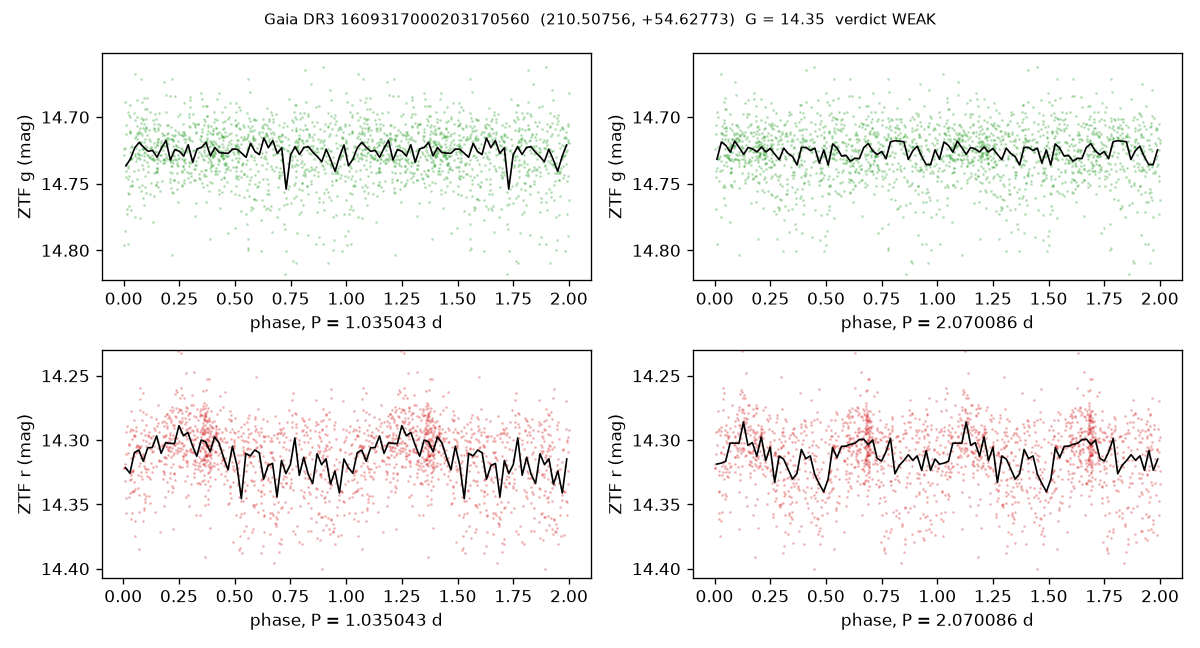 Gaia DR3 1609317000203170560  (210.50756, +54.62773)  G = 14.35  verdict WEAK
ZTF g (mag)
14.70
14.75
14.80
0.00 0.25 0.50 0.75 1.00 1.25 1.50 1.75 2.00
phase, P = 1.035043 d
ZTF g (mag)
14.70
14.75
14.80
0.00 0.25 0.50 0.75 1.00 1.25 1.50 1.75 2.00
phase, P = 2.070086 d
ZTF r (mag)
14.25
14.30
14.35
14.40
0.00 0.25 0.50 0.75 1.00 1.25 1.50 1.75 2.00
phase, P = 1.035043 d
ZTF r (mag)
14.25
14.30
14.35
14.40
0.00 0.25 0.50 0.75 1.00 1.25 1.50 1.75 2.00
phase, P = 2.070086 d